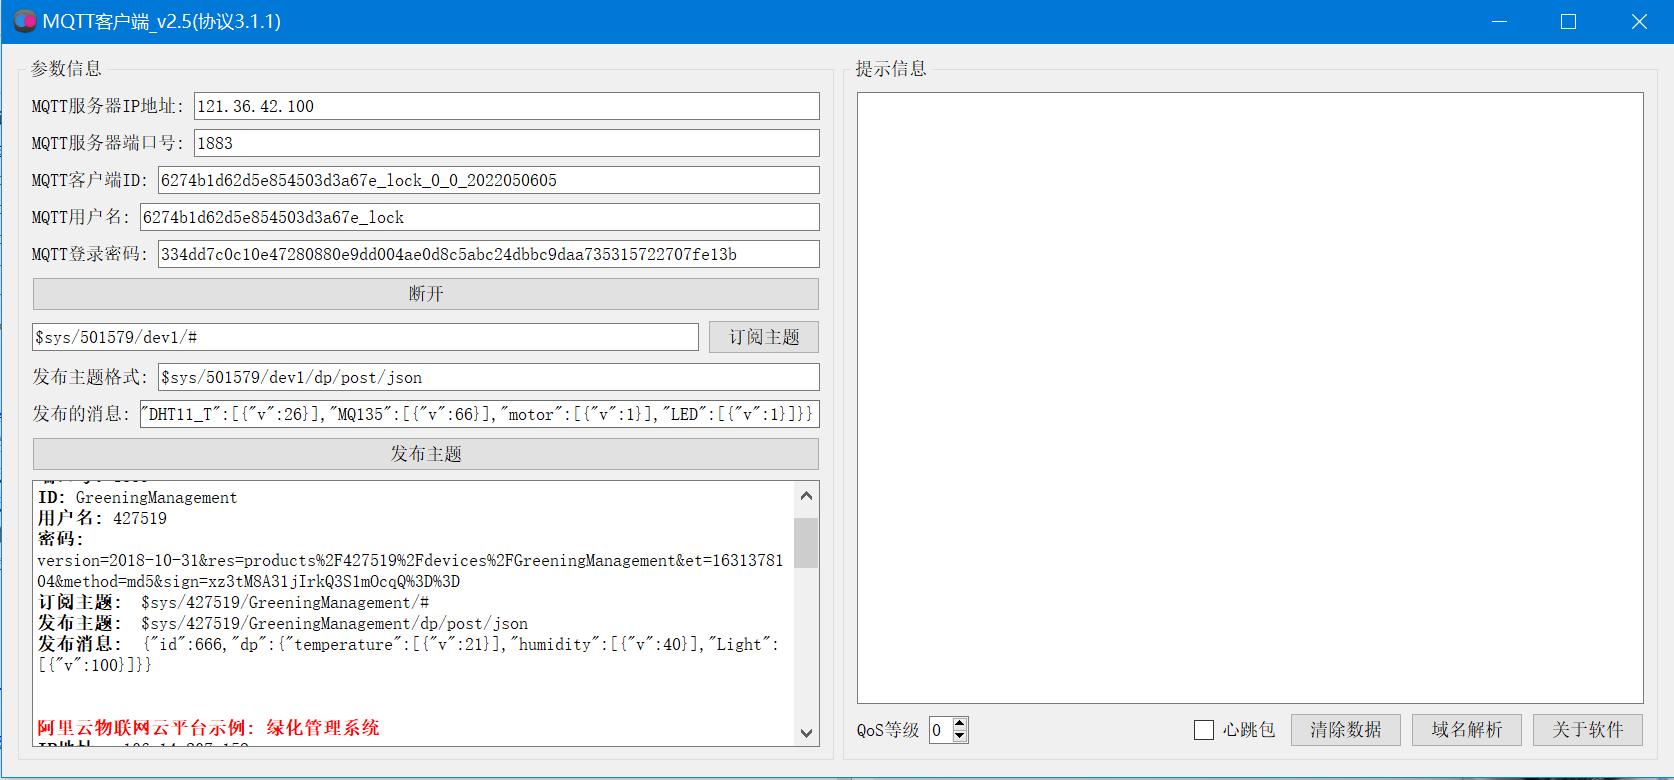 MQTT客户端_v2.5(协议3.1.1)
参数信息
MQTT服务器IP地址: 121.36.42.100
MQTT服务器端口号: 1883
MQTT客户端ID: 6274b1d62d5e854503d3a67e_lock_0_0_2022050605
MQTT用户名: 6274b1d62d5e854503d3a67e_lock
MQTT登录密码: 334dd7c0c10e47280880e9dd004ae0d8c5abc24dbbc9daa735315722707fe13b
断开
$sys/501579/dev1/# 订阅主题
发布主题格式: $sys/501579/dev1/dp/post/json
发布的消息: "DHT11_T":[{"v":26}],"MQ135":[{"v":66}],"motor":[{"v":1}],"LED":[{"v":1}]}}
发布主题
ID: GreeningManagement
用户名: 427519
密码:
version=2018-10-31&res=products%2F427519%2Fdevices%2FGreeningManagement&et=16313781
04&method=md5&sign=xz3tM8A31jIrkQ3S1mOcqQ%3D%3D
订阅主题: $sys/427519/GreeningManagement/#
发布主题: $sys/427519/GreeningManagement/dp/post/json
发布消息: {"id":666,"dp":{"temperature":[{"v":21}],"humidity":[{"v":40}],"Light":
[{"v":100}]}}
阿里云物联网云平台示例: 绿化管理系统
提示信息
QoS等级 0 心跳包 清除数据 域名解析 关于软件